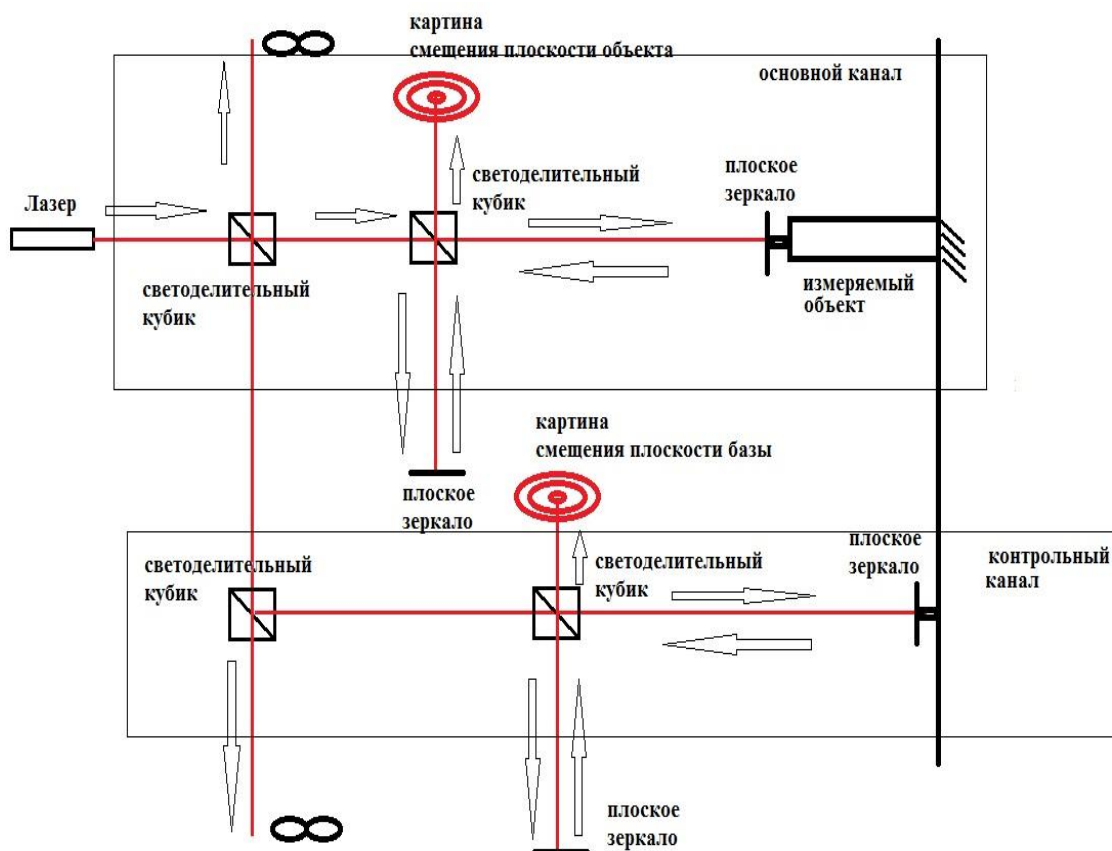 картина
смещения плоскости объекта
основной канал
плоское
зеркало
светоделительный
кубик
Лазер
светоделительный
кубик
измеряемый
объект
картина
смещения плоскости базы
плоское
зеркало
светоделительный
кубик
светоделительный
кубик
плоское
зеркало
контрольный
канал
плоское
зеркало